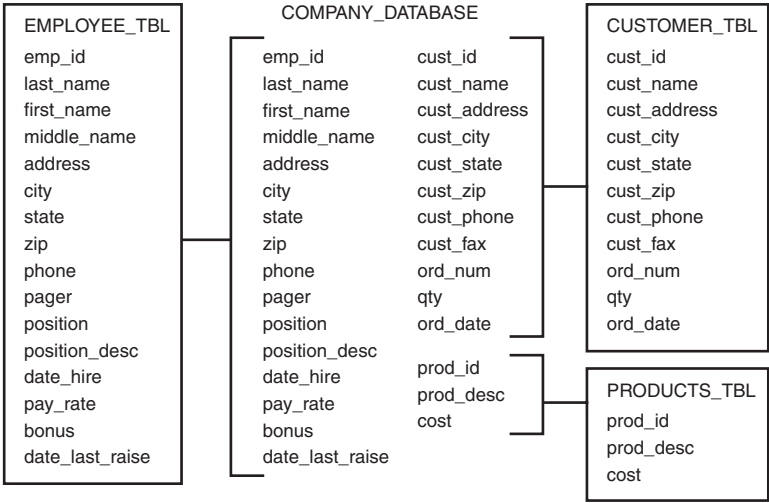 EMPLOYEE_TBL
emp_id
last_name
first_name
middle_name
address
city
state
zip
phone
pager
position
position_desc
date_hire
pay_rate
bonus
date_last_raise
COMPANY_DATABASE
emp_id
last_name
first_name
middle_name
address
city
state
zip
phone
pager
position
position_desc
date_hire
pay_rate
bonus
date_last_raise
cust_id
cust_name
cust_address
cust_city
cust_state
cust_zip
cust_phone
cust_fax
ord_num
qty
ord_date
prod_id
prod_desc
cost
CUSTOMER_TBL
cust_id
cust_name
cust_address
cust_city
cust_state
cust_zip
cust_phone
cust_fax
ord_num
qty
ord_date
PRODUCTS_TBL
prod_id
prod_desc
cost